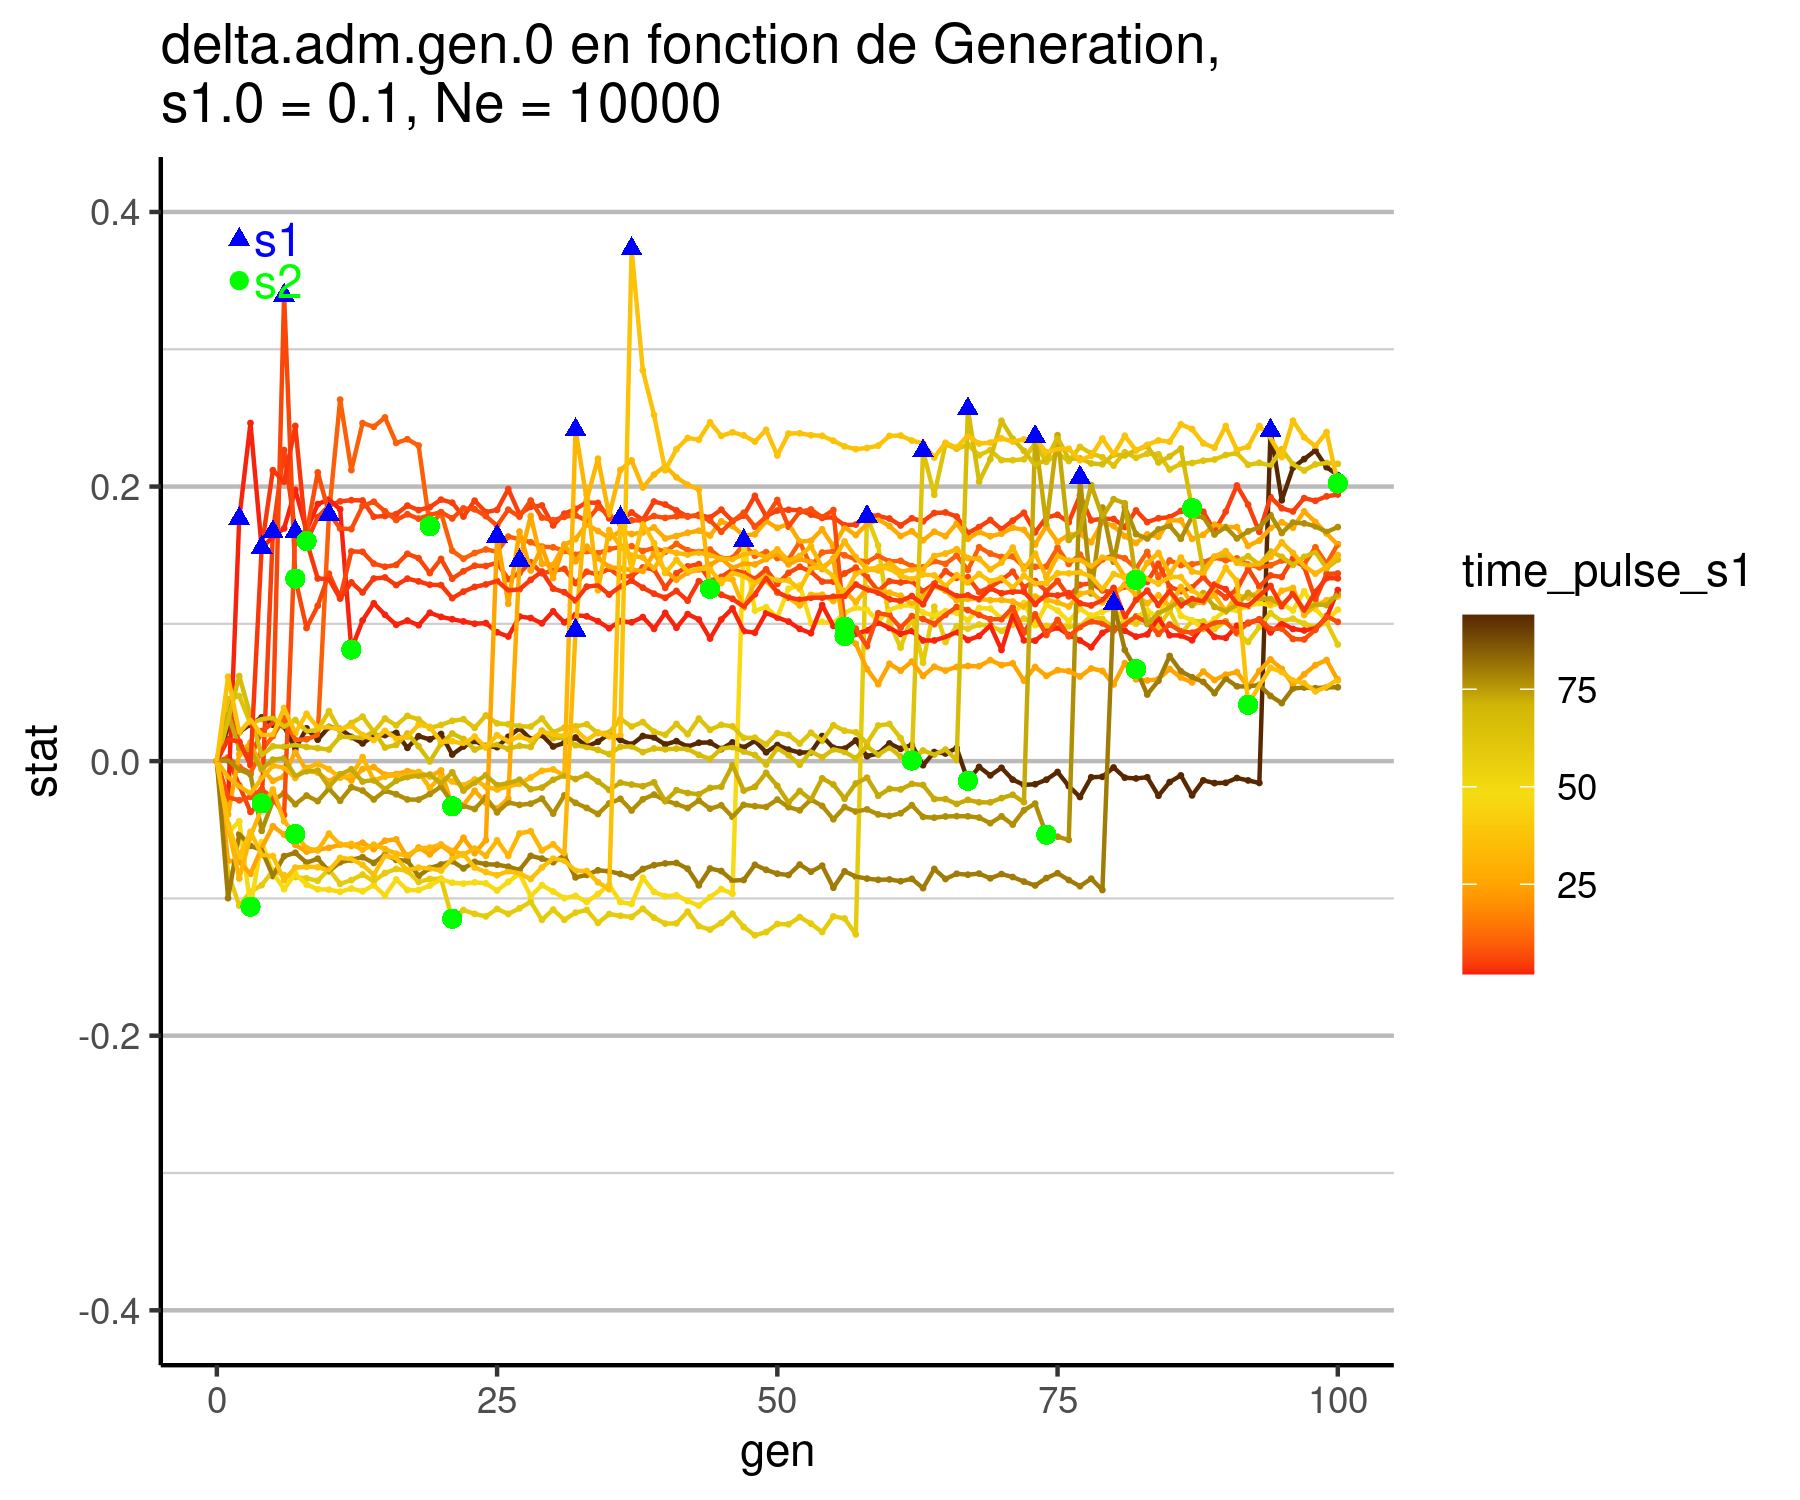 delta.adm.gen.0 en fonction de Generation,
s1.0 = 0.1, Ne = 10000
0.4
0.2
0.0
-0.2
-0.4
stat
s1
s2
0
25
50
75
100
gen
time_pulse_s1
75
50
25